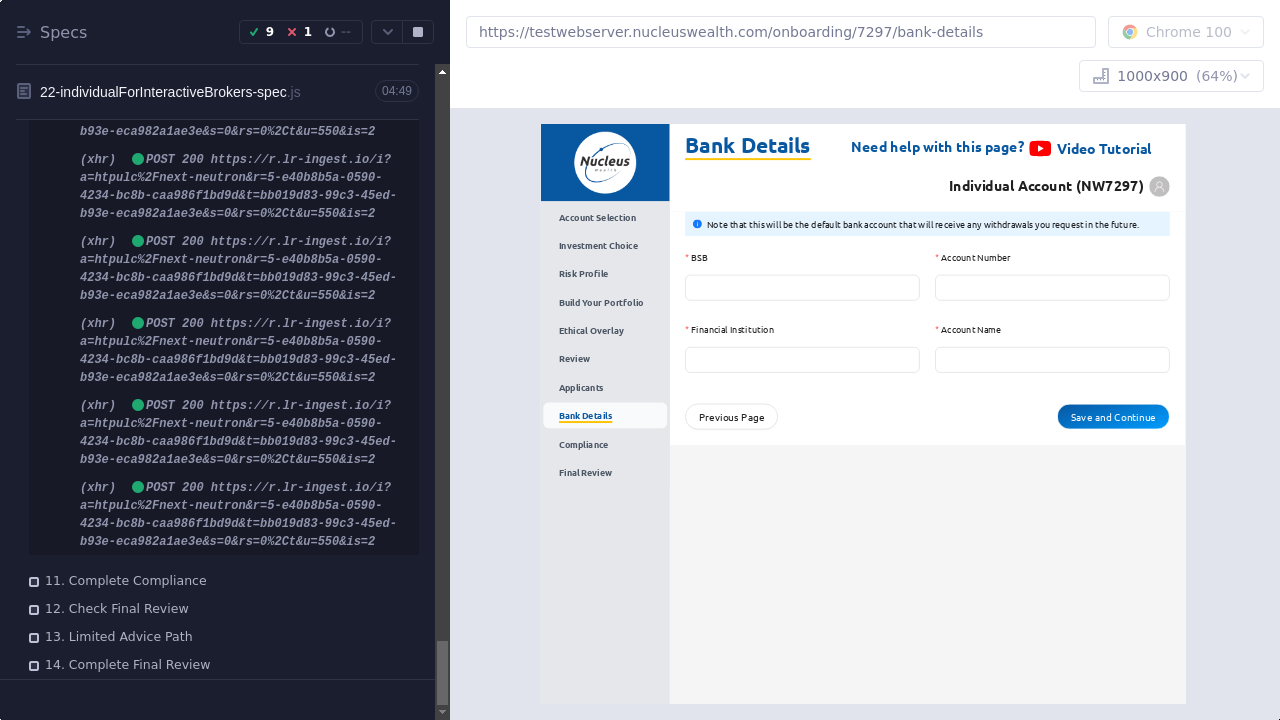 Specs
9
1
--
22-individualForInteractiveBrokers-spec.js
04:49
b93e-eca982a1ae3e&s=0&rs=0%2Ct&u=550&is=2
(xhr) POST 200 https://r.lr-ingest.io/i?
a=htpulc%2Fnext-neutron&r=5-e40b8b5a-0590-
4234-bc8b-caa986f1bd9d&t=bb019d83-99c3-45ed-
b93e-eca982a1ae3e&s=0&rs=0%2Ct&u=550&is=2
(xhr) POST 200 https://r.lr-ingest.io/i?
a=htpulc%2Fnext-neutron&r=5-e40b8b5a-0590-
4234-bc8b-caa986f1bd9d&t=bb019d83-99c3-45ed-
b93e-eca982a1ae3e&s=0&rs=0%2Ct&u=550&is=2
(xhr) POST 200 https://r.lr-ingest.io/i?
a=htpulc%2Fnext-neutron&r=5-e40b8b5a-0590-
4234-bc8b-caa986f1bd9d&t=bb019d83-99c3-45ed-
b93e-eca982a1ae3e&s=0&rs=0%2Ct&u=550&is=2
(xhr) POST 200 https://r.lr-ingest.io/i?
a=htpulc%2Fnext-neutron&r=5-e40b8b5a-0590-
4234-bc8b-caa986f1bd9d&t=bb019d83-99c3-45ed-
b93e-eca982a1ae3e&s=0&rs=0%2Ct&u=550&is=2
(xhr) POST 200 https://r.lr-ingest.io/i?
a=htpulc%2Fnext-neutron&r=5-e40b8b5a-0590-
4234-bc8b-caa986f1bd9d&t=bb019d83-99c3-45ed-
b93e-eca982a1ae3e&s=0&rs=0%2Ct&u=550&is=2
11. Complete Compliance
12. Check Final Review
13. Limited Advice Path
14. Complete Final Review
https://testwebserver.nucleuswealth.com/onboarding/7297/bank-details
Chrome 100
1000x900 (64%)
Nucleus
Wealth
Account Selection
Investment Choice
Risk Profile
Build Your Portfolio
Ethical Overlay
Review
Applicants
Bank Details
Compliance
Final Review
Bank Details
Need help with this page? Video Tutorial
Individual Account (NW7297)
Note that this will be the default bank account that will receive any withdrawals you request in the future.
* BSB
* Account Number
* Financial Institution
* Account Name
Previous Page
Save and Continue